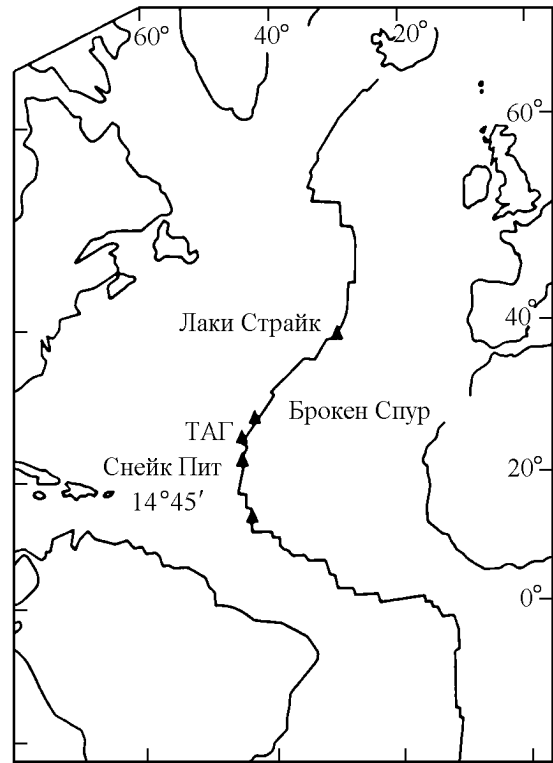 60° 40° 20°
60°
Лаки Страйк 40°
Брокен Спур
ТАГ
Снейк Пит 20°
14°45′
0°